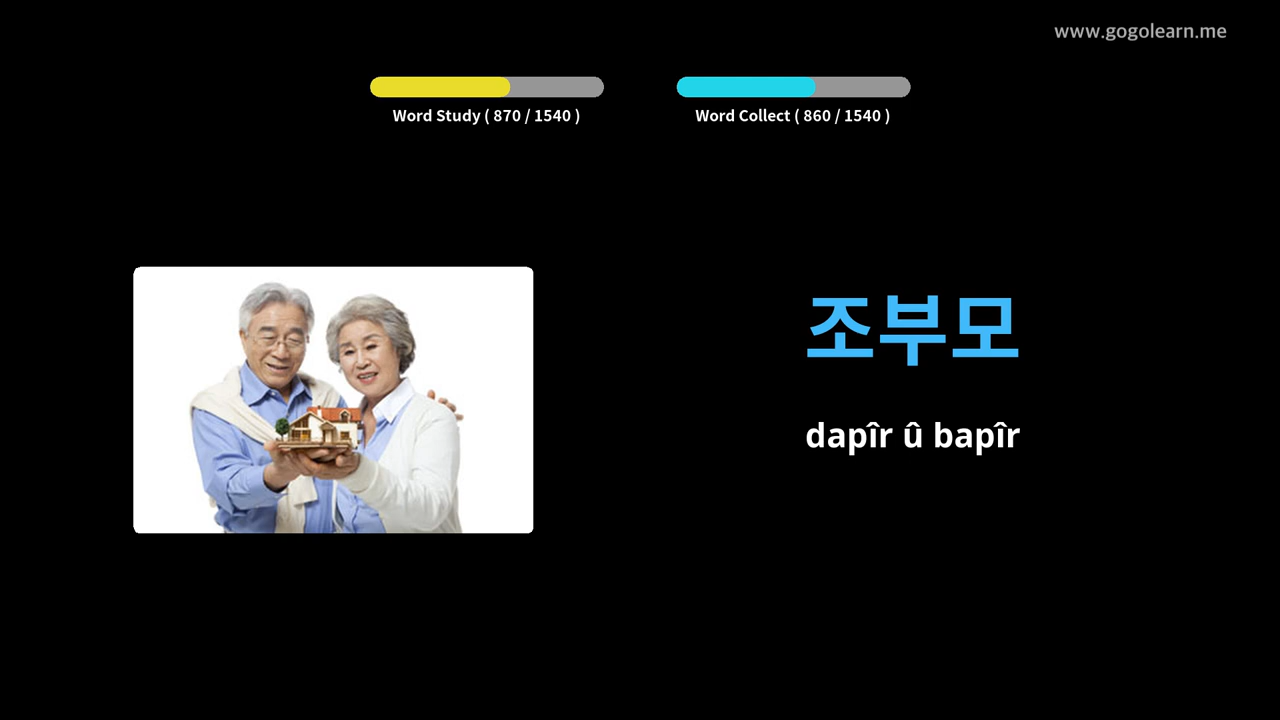 www.gogolearn.me
Word Study ( 870 / 1540 )
Word Collect ( 860 / 1540 )
조부모
dapîr û bapîr